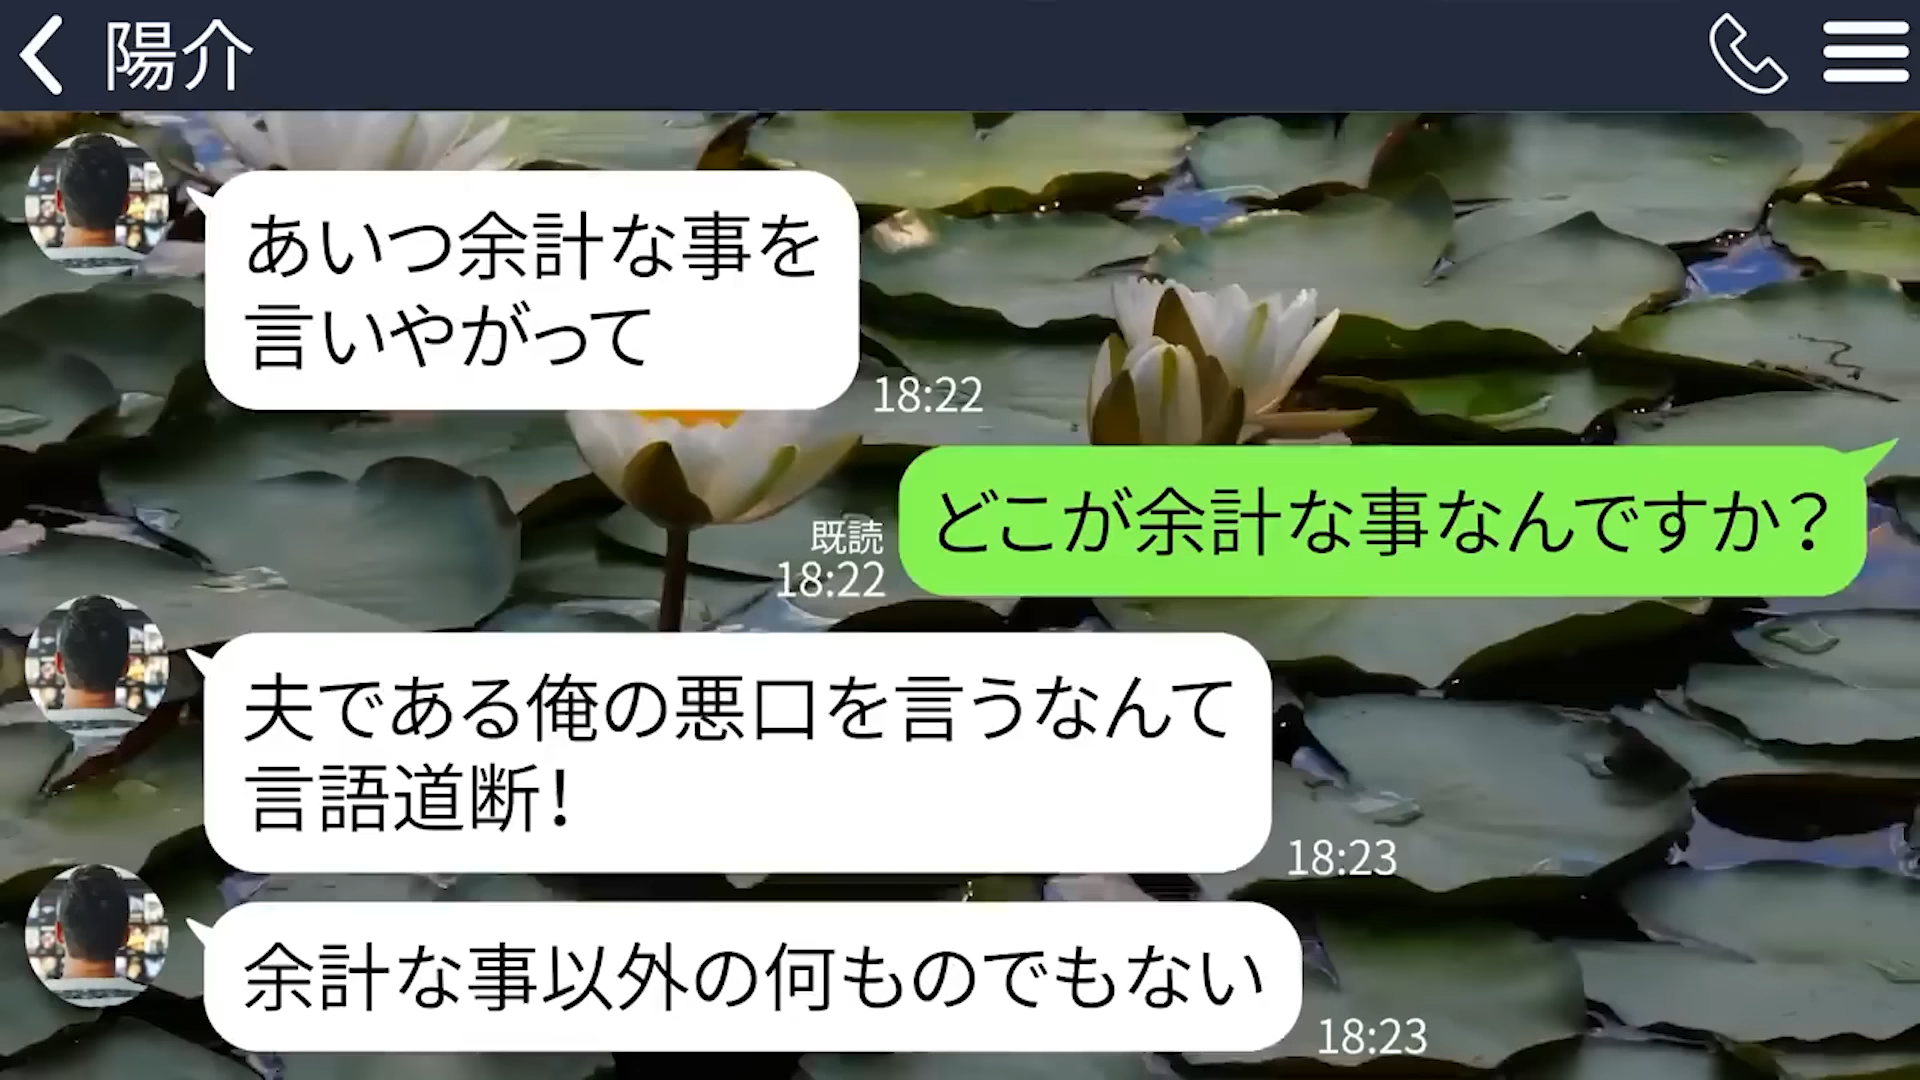 陽介
あいつ余計な事を
言いやがって
18:22
どこが余計な事なんですか?
既読
18:22
夫である俺の悪口を言うなんて
言語道断!
18:23
余計な事以外の何ものでもない
18:23